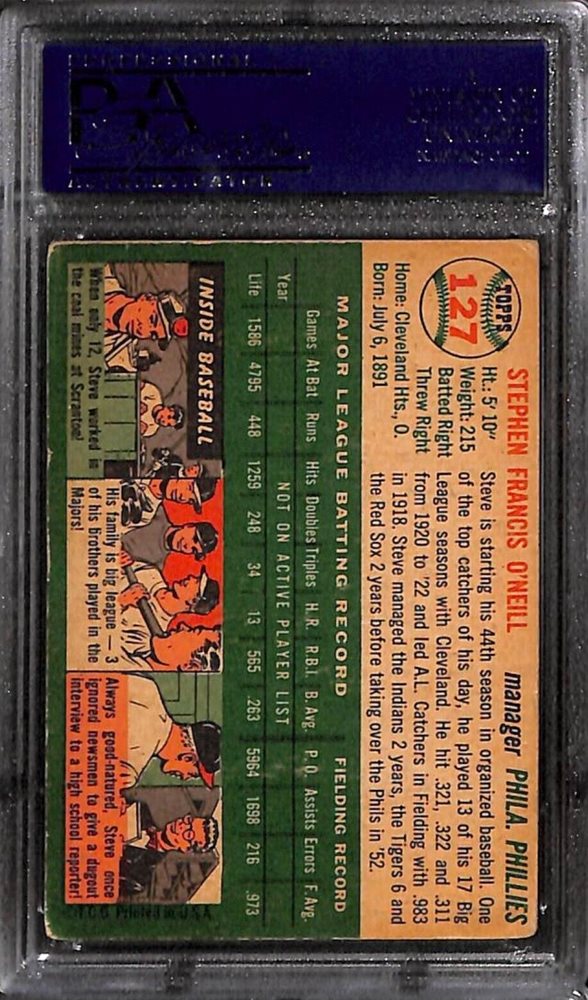 TOPPS
127
STEPHEN FRANCIS O'NEILL manager PHILA. PHILLIES
Ht.: 5' 10"
Weight: 215
Batted Right
Threw Right
Home: Cleveland Hts., O.
Born: July 6, 1891
Steve is starting his 44th season in organized baseball. One
of the top catchers of his day, he played 13 of his 17 Big
League seasons with Cleveland. He hit .321, .322 and .311
from 1920 to '22 and led A.L. Catchers in Fielding with .983
in 1918. Steve managed the Indians 2 years, the Tigers 6 and
the Red Sox 2 years before taking over the Phils in '52.
MAJOR LEAGUE BATTING RECORD FIELDING RECORD
Games At Bat Runs Hits Doubles Triples H.R. R.B.I. B. Avg. P.O. Assists Errors F. Avg.
Year NOT ON ACTIVE PLAYER LIST
Life 1586 4795 448 1259 248 34 13 565 .263 5964 1698 216 .973
INSIDE BASEBALL
When only 12, Steve worked in
the coal mines at Scranton!
His family is big league — 3
of his brothers played in the
Majors!
Always good-natured, Steve once
ignored newsmen to give a dugout
interview to a high school reporter!
Printed in U.S.A.